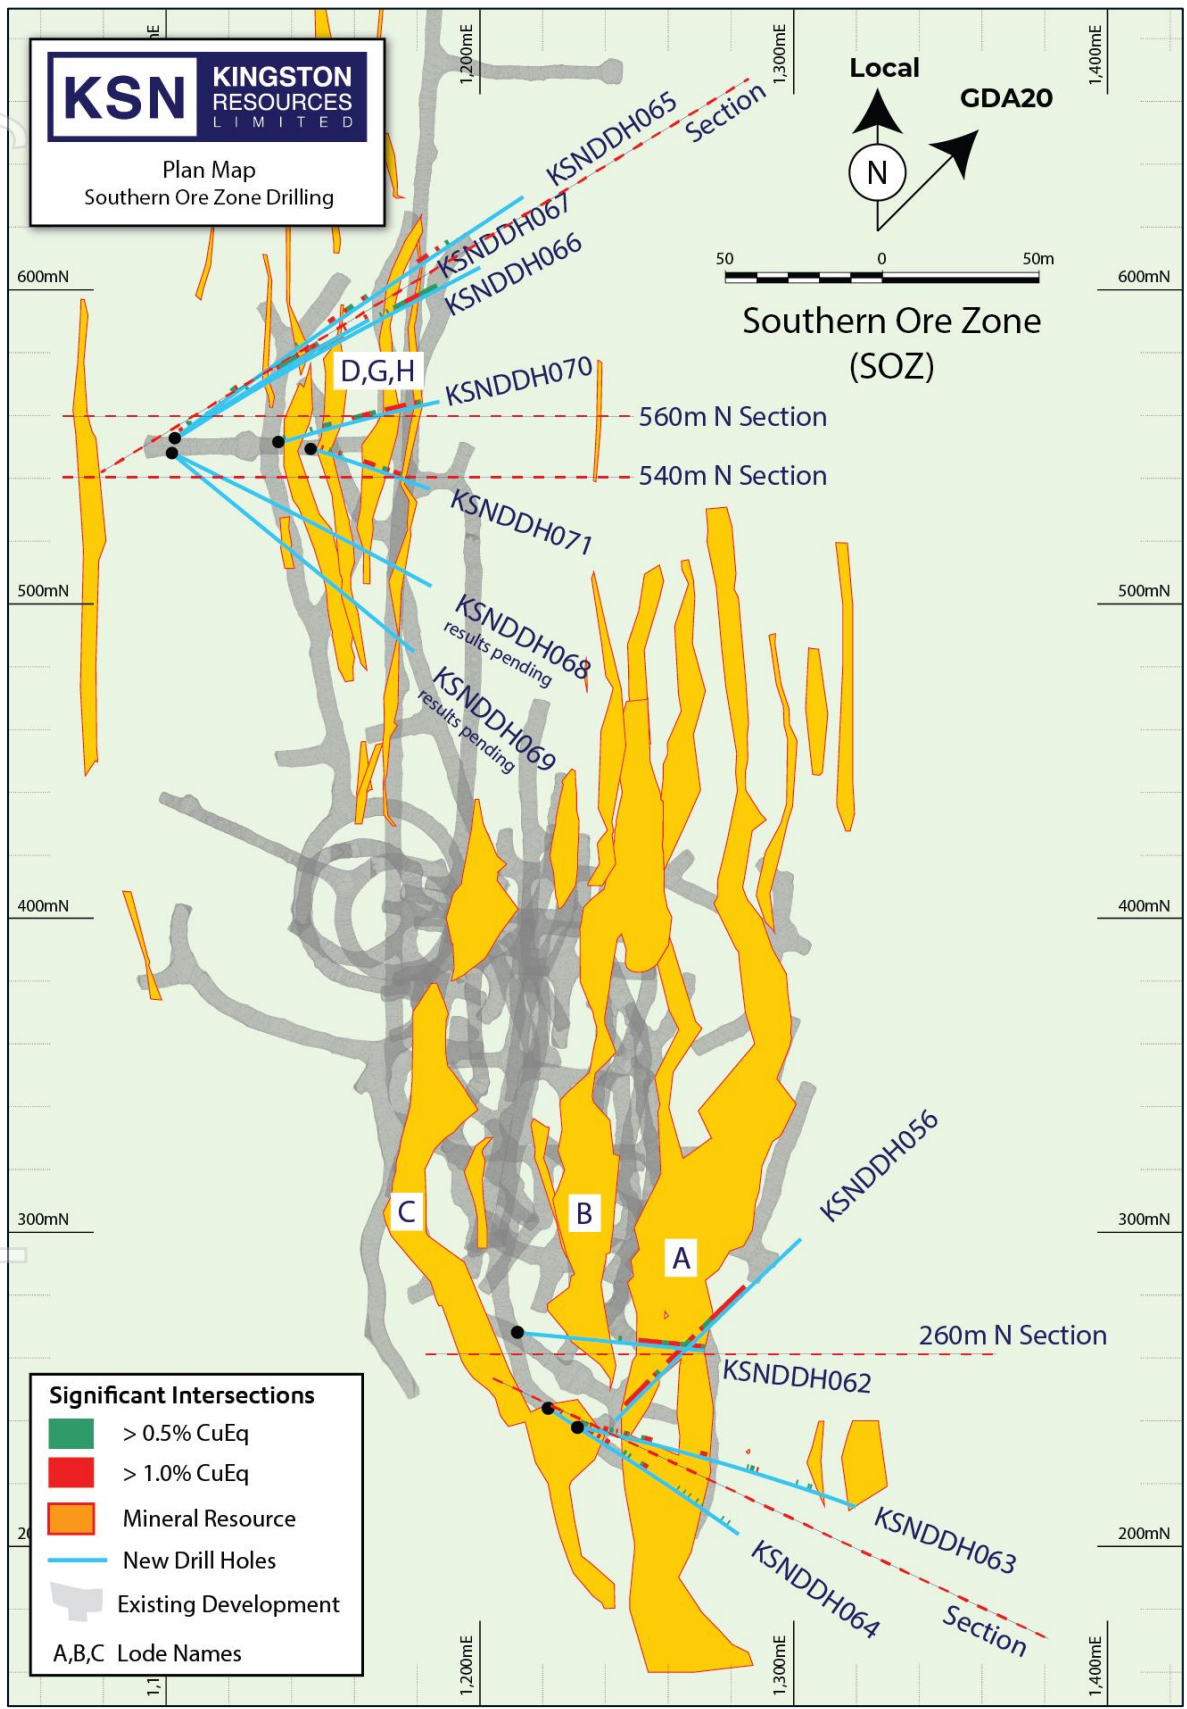 mE
1,200mE
1,300mE
1,400mE
KSN
KINGSTON
RESOURCES
LIMITED
Plan Map
Southern Ore Zone Drilling
Local
GDA20
N
50
0
50m
Southern Ore Zone
(SOZ)
KSNDDH065
Section
KSNDDH067
KSNDDH066
600mN
600mN
D,G,H
KSNDDH070
560m N Section
540m N Section
KSNDDH071
500mN
500mN
KSNDDH068
results pending
KSNDDH069
results pending
400mN
400mN
KSNDDH056
C
B
A
300mN
300mN
260m N Section
KSNDDH062
KSNDDH063
KSNDDH064
Section
200mN
Significant Intersections
> 0.5% CuEq
> 1.0% CuEq
Mineral Resource
New Drill Holes
Existing Development
A,B,C Lode Names
20
1,1
1,200mE
1,300mE
1,400mE